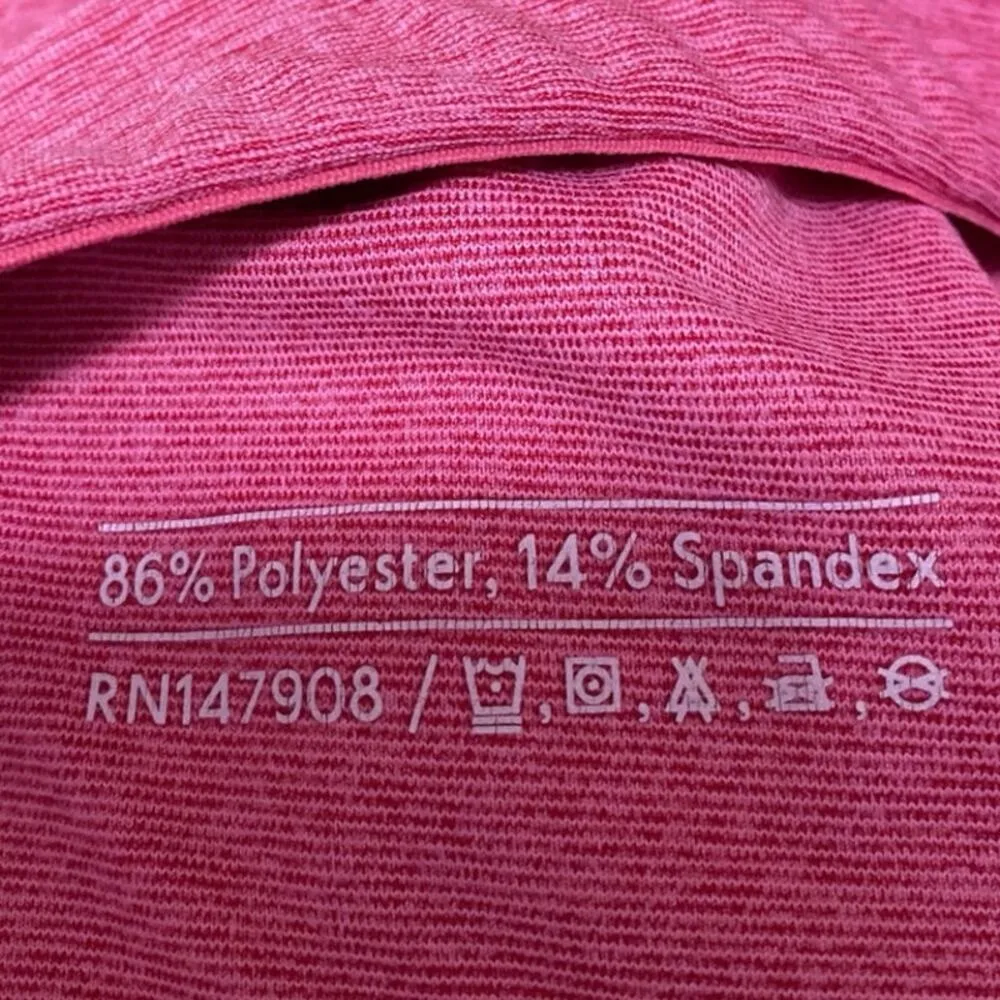 86% Polyester, 14% Spandex
RN147908 /